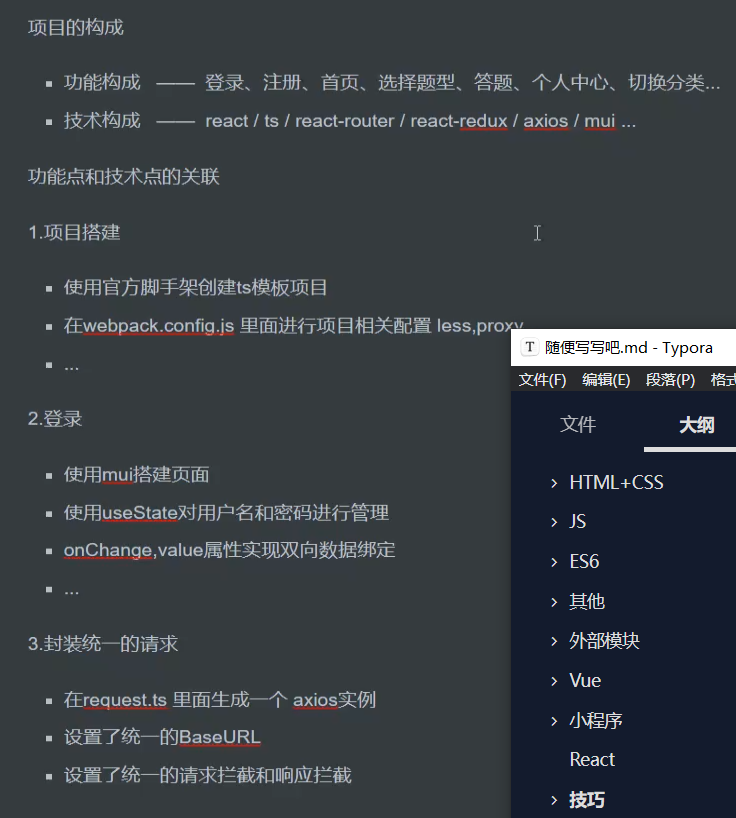 项目的构成
功能构成 —— 登录、注册、首页、选择题型、答题、个人中心、切换分类...
技术构成 —— react / ts / react-router / react-redux / axios / mui ...
功能点和技术点的关联
1.项目搭建
使用官方脚手架创建ts模板项目
在webpack.config.js 里面进行项目相关配置 less,proxy
...
2.登录
使用mui搭建页面
使用useState对用户名和密码进行管理
onChange,value属性实现双向数据绑定
...
3.封装统一的请求
在request.ts 里面生成一个 axios实例
设置了统一的BaseURL
设置了统一的请求拦截和响应拦截
T 随便写写吧.md - Typora
文件(F) 编辑(E) 段落(P) 格式
文件 大纲
HTML+CSS
JS
ES6
其他
外部模块
Vue
小程序
React
技巧